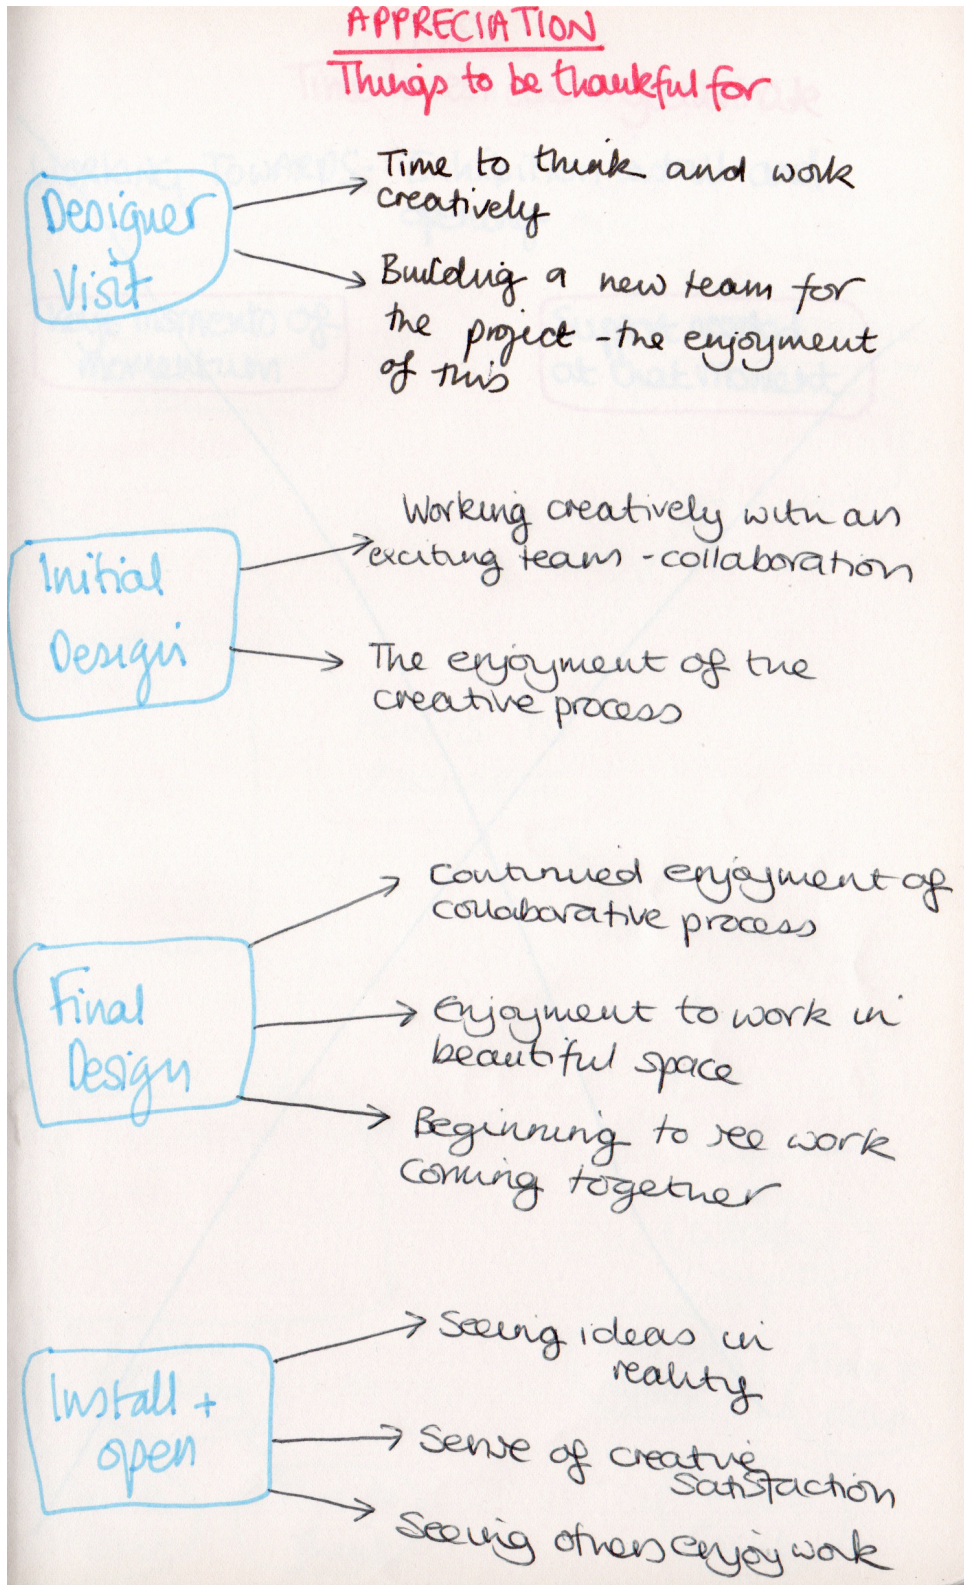 APPRECIATION
Things to be thankful for
Designer
Visit
Time to think and work
creatively
Building a new team for
the project - the enjoyment
of this
Initial
Design
Working creatively with an
exciting team - collaboration
The enjoyment of the
creative process
Final
Design
Continued enjoyment of
collaborative process
Enjoyment to work in
beautiful space
Beginning to see work
coming together
Install +
open
Seeing ideas in
reality
Sense of creative
satisfaction
Seeing others enjoy work